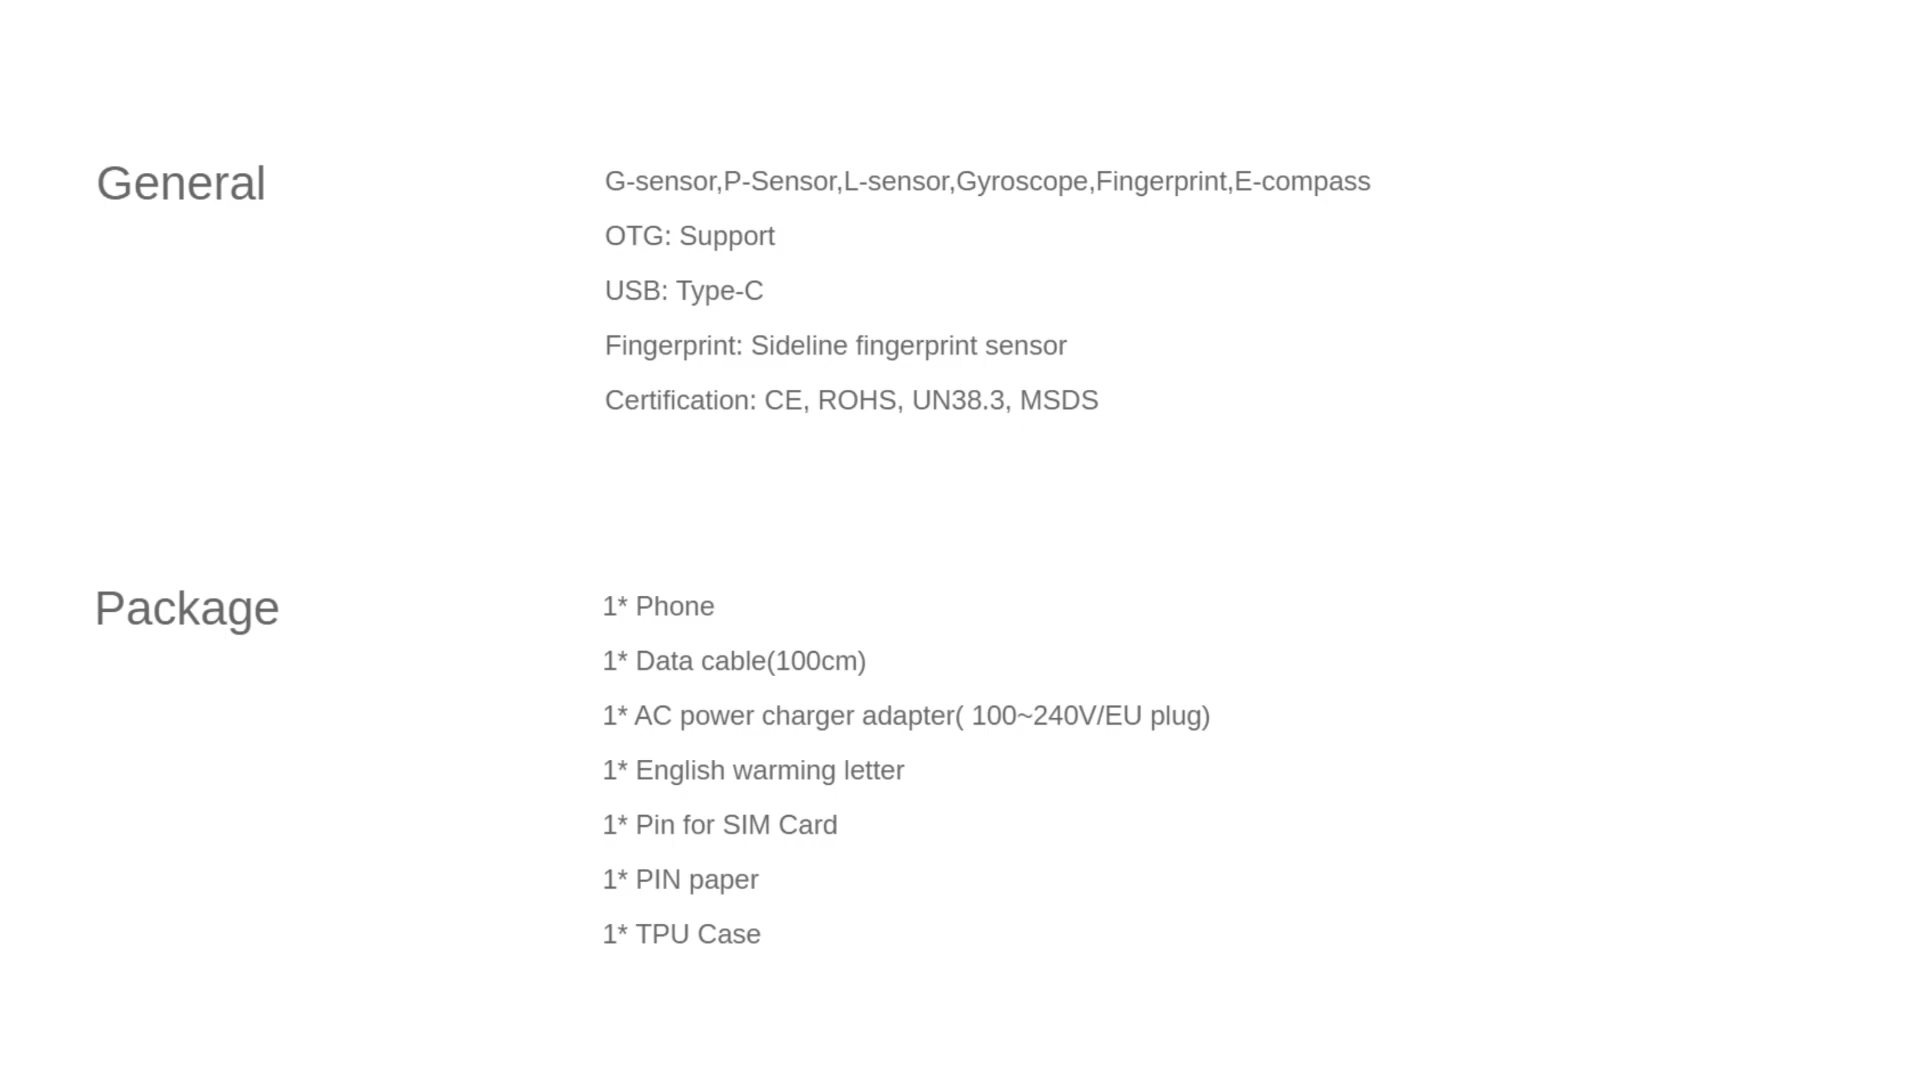 General
G-sensor,P-Sensor,L-sensor,Gyroscope,Fingerprint,E-compass
OTG: Support
USB: Type-C
Fingerprint: Sideline fingerprint sensor
Certification: CE, ROHS, UN38.3, MSDS
Package
1* Phone
1* Data cable(100cm)
1* AC power charger adapter( 100~240V/EU plug)
1* English warming letter
1* Pin for SIM Card
1* PIN paper
1* TPU Case